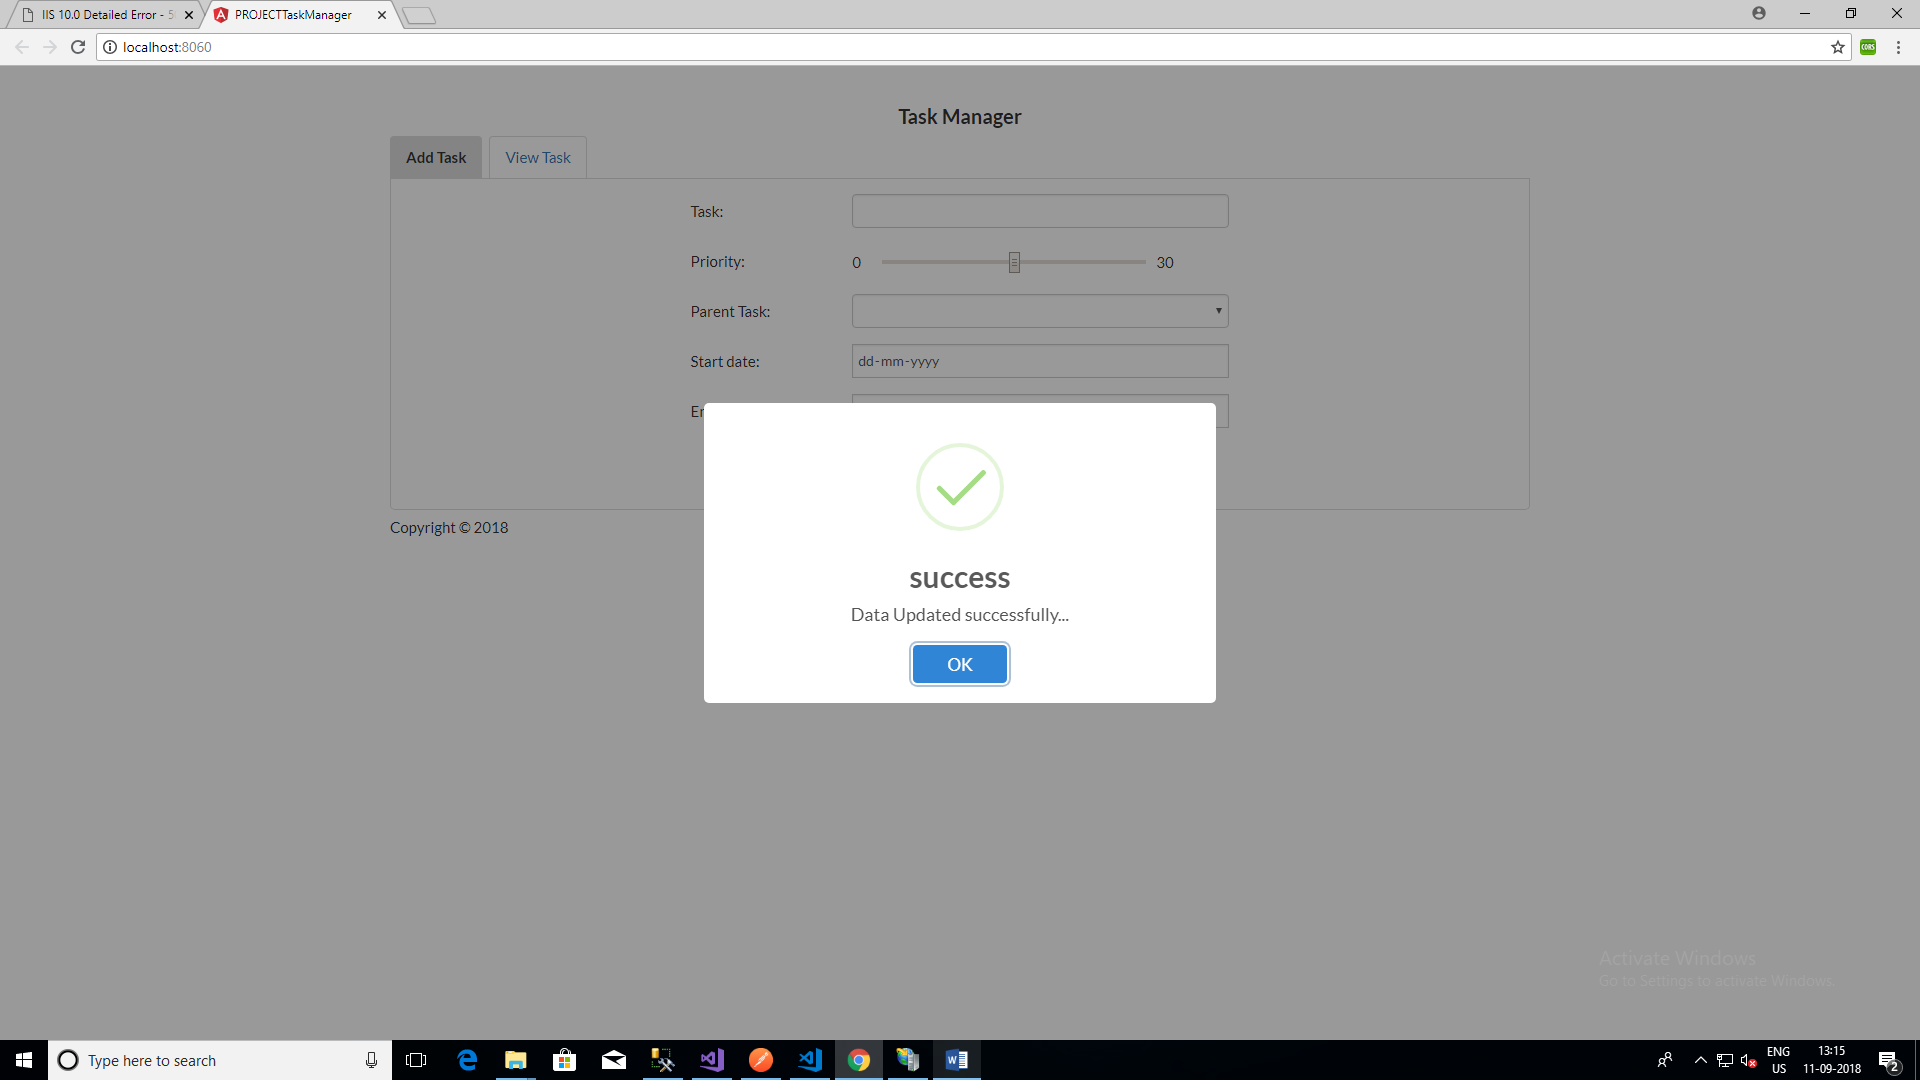 IIS 10.0 Detailed Error - 5
PROJECTTaskManager
localhost:8060
CORS
Task Manager
Add Task
View Task
Task:
Priority:
0
30
Parent Task:
Start date:
dd-mm-yyyy
success
Data Updated successfully...
OK
Copyright © 2018
Activate Windows
Go to Settings to activate Windows.
Type here to search
ENG
US
13:15
11-09-2018
2